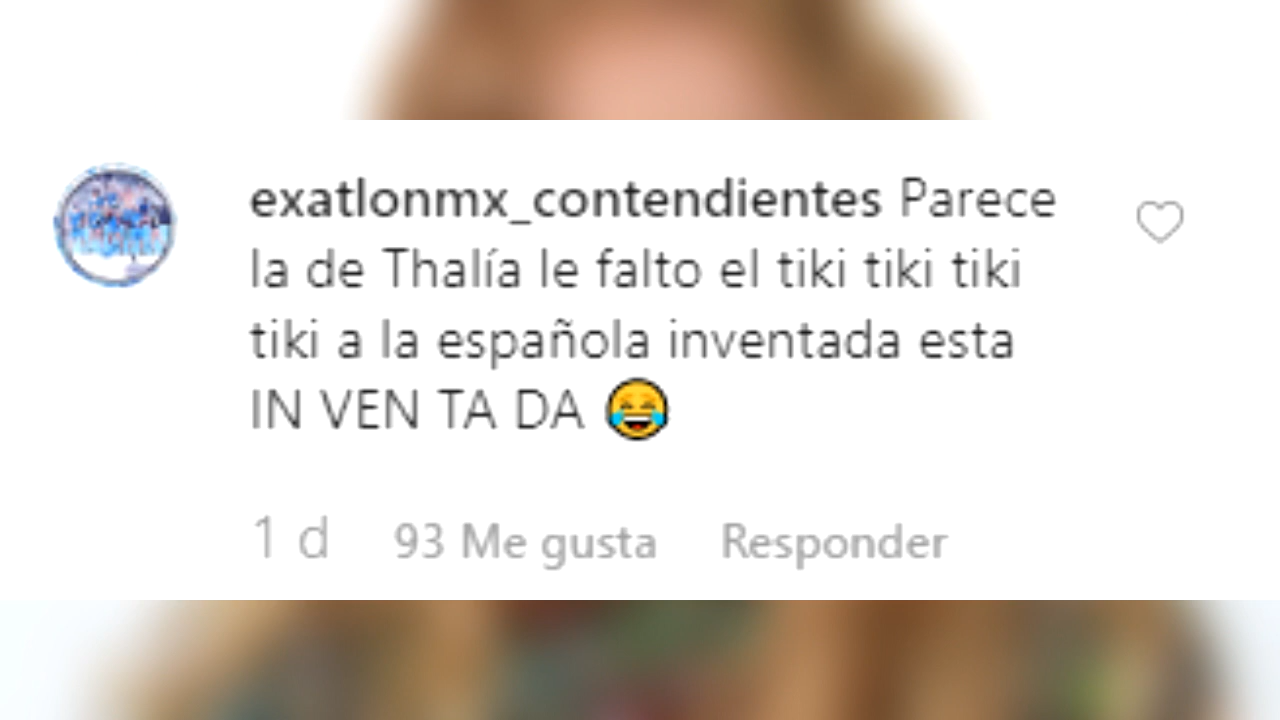 exatlonmx_contendientes Parece
la de Thalía le falto el tiki tiki tiki
tiki a la española inventada esta
IN VEN TA DA 😂
1 d 93 Me gusta Responder